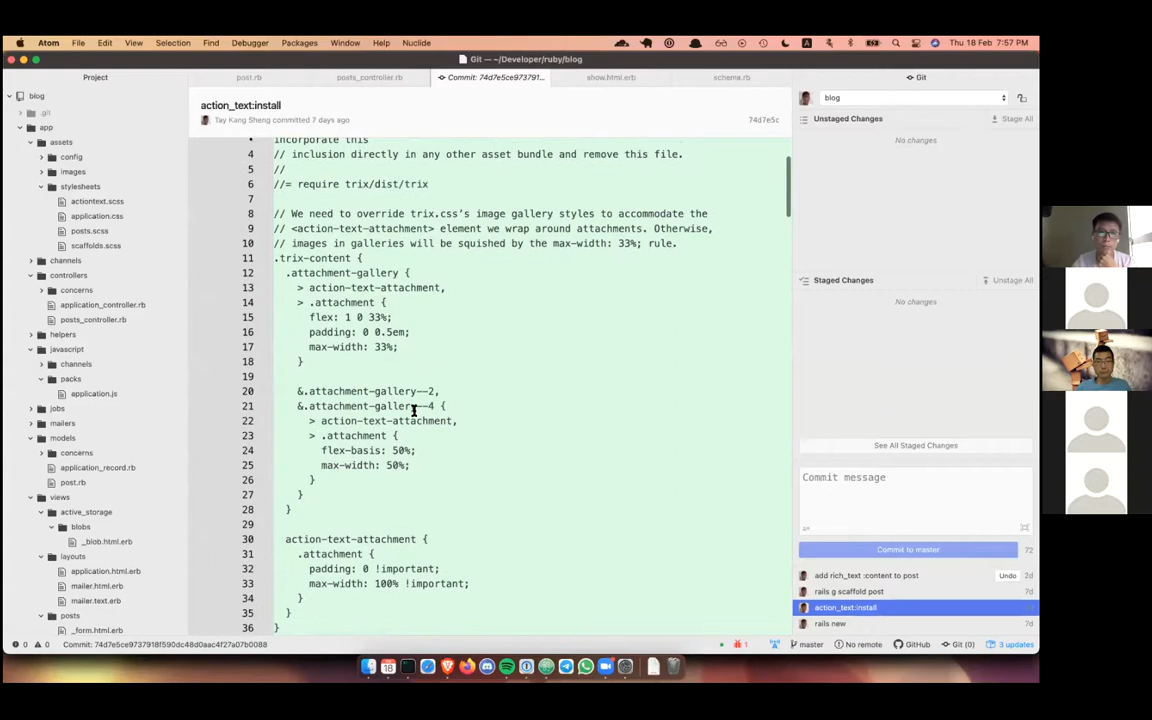 Atom File Edit View Selection Find Debugger Packages Window Help Nuclide
Thu 18 Feb 7:57 PM
Git — ~/Developer/ruby/blog
Project
post.rb
posts_controller.rb
Commit: 74d7e5ce973791...
show.html.erb
schema.rb
Git
blog
.git
app
assets
config
images
stylesheets
actiontext.scss
application.css
posts.scss
scaffolds.scss
channels
controllers
concerns
application_controller.rb
posts_controller.rb
helpers
javascript
channels
packs
application.js
jobs
mailers
models
concerns
application_record.rb
post.rb
views
active_storage
blobs
_blob.html.erb
layouts
application.html.erb
mailer.html.erb
mailer.text.erb
posts
_form.html.erb
action_text:install
Tay Kang Sheng committed 7 days ago
74d7e5c
incorporate this
4 // inclusion directly in any other asset bundle and remove this file.
5 //
6 //= require trix/dist/trix
7
8 // We need to override trix.css's image gallery styles to accommodate the
9 // <action-text-attachment> element we wrap around attachments. Otherwise,
10 // images in galleries will be squished by the max-width: 33%; rule.
11 .trix-content {
12 .attachment-gallery {
13 > action-text-attachment,
14 > .attachment {
15 flex: 1 0 33%;
16 padding: 0 0.5em;
17 max-width: 33%;
18 }
19
20 &.attachment-gallery--2,
21 &.attachment-gallery--4 {
22 > action-text-attachment,
23 > .attachment {
24 flex-basis: 50%;
25 max-width: 50%;
26 }
27 }
28 }
29
30 action-text-attachment {
31 .attachment {
32 padding: 0 !important;
33 max-width: 100% !important;
34 }
35 }
36 }
blog
Unstaged Changes
Stage All
No changes
Staged Changes
Unstage All
No changes
See All Staged Changes
Commit message
Commit to master
72
add rich_text :content to post Undo 2d
rails g scaffold post 7d
action_text:install
rails new 7d
0 0 Commit: 74d7e5ce9737918f590dc48d0aac4f27a07b0088
1 master No remote GitHub Git (0) 3 updates
18